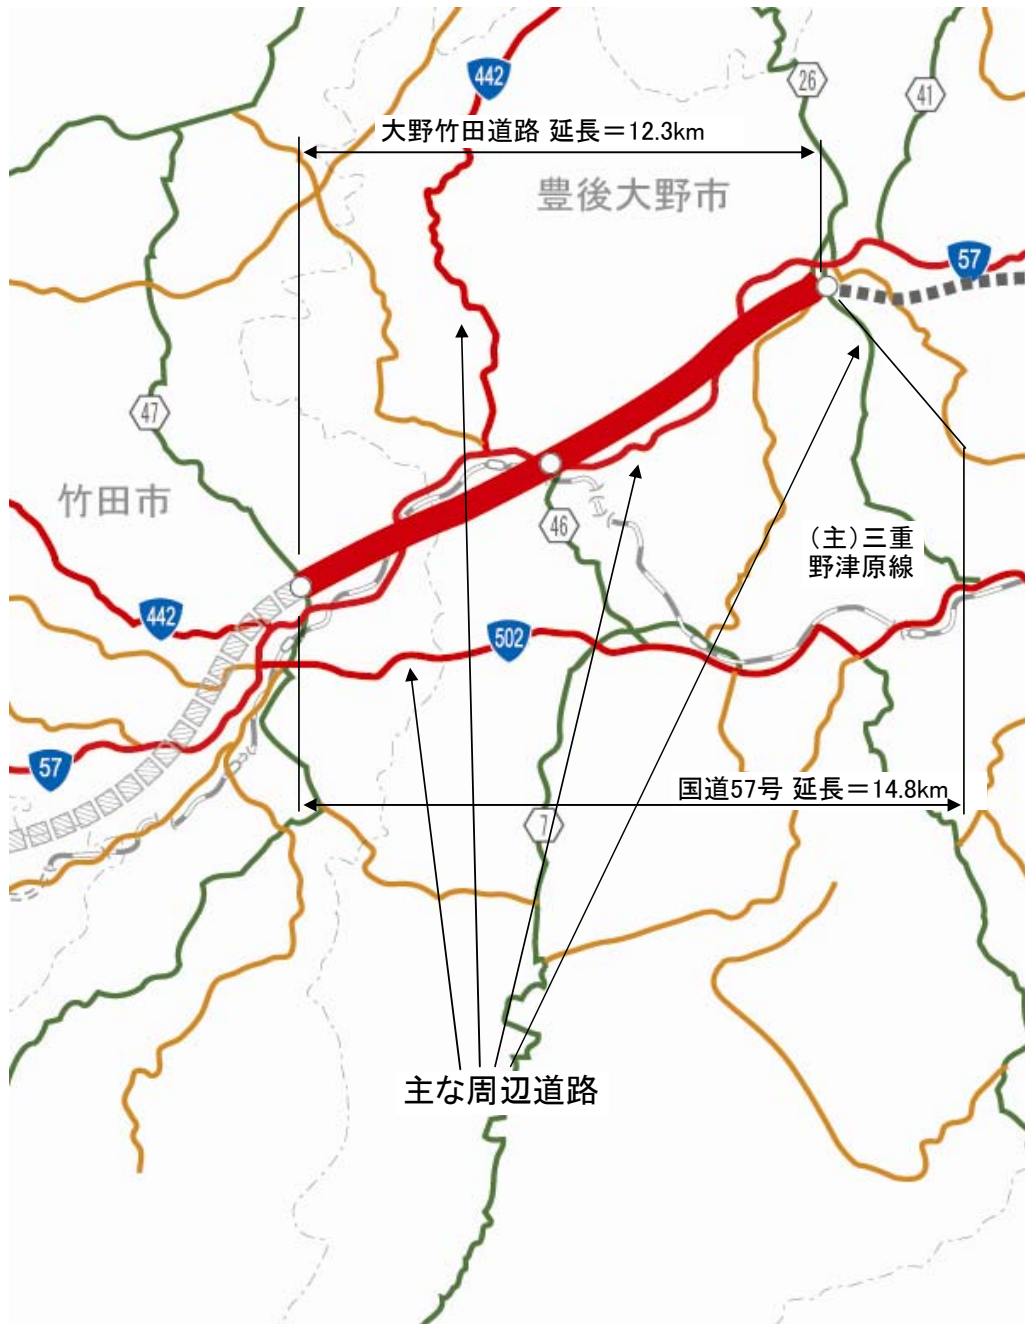 442
26
41
大野竹田道路 延長=12.3km
豊後大野市
57
47
竹田市
46
(主)三重
野津原線
442
502
57
国道57号 延長=14.8km
7
主な周辺道路